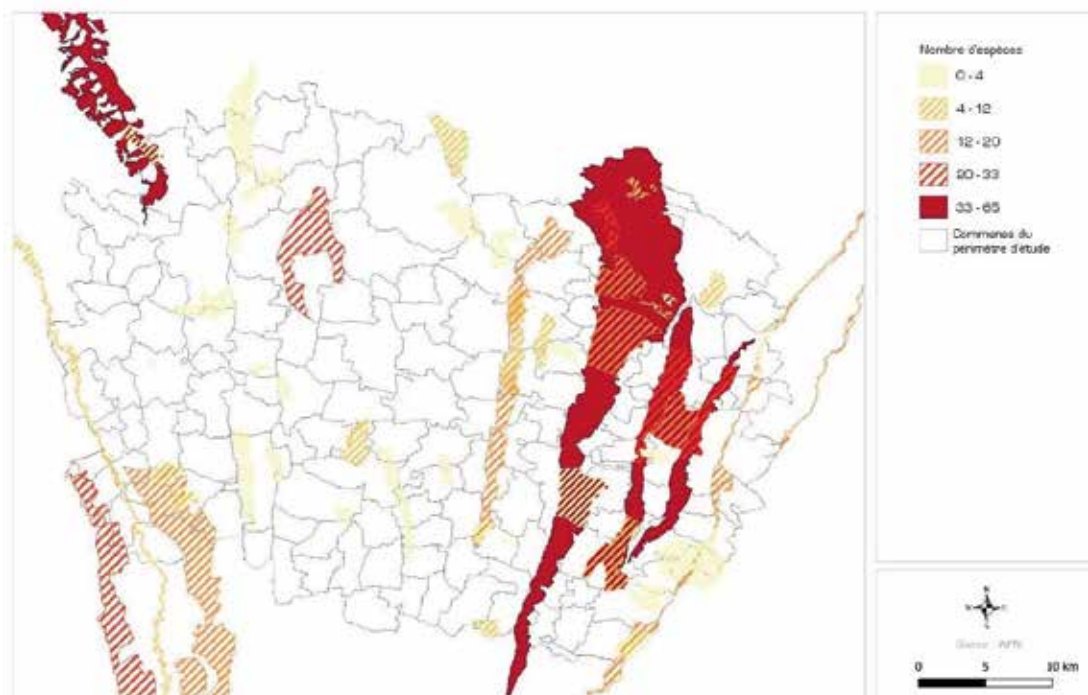 Nombre d'espèces
0 - 4
4 - 12
12 - 20
20 - 33
33 - 65
Communes du
périmètre d'étude
N
S
0 5 10 km